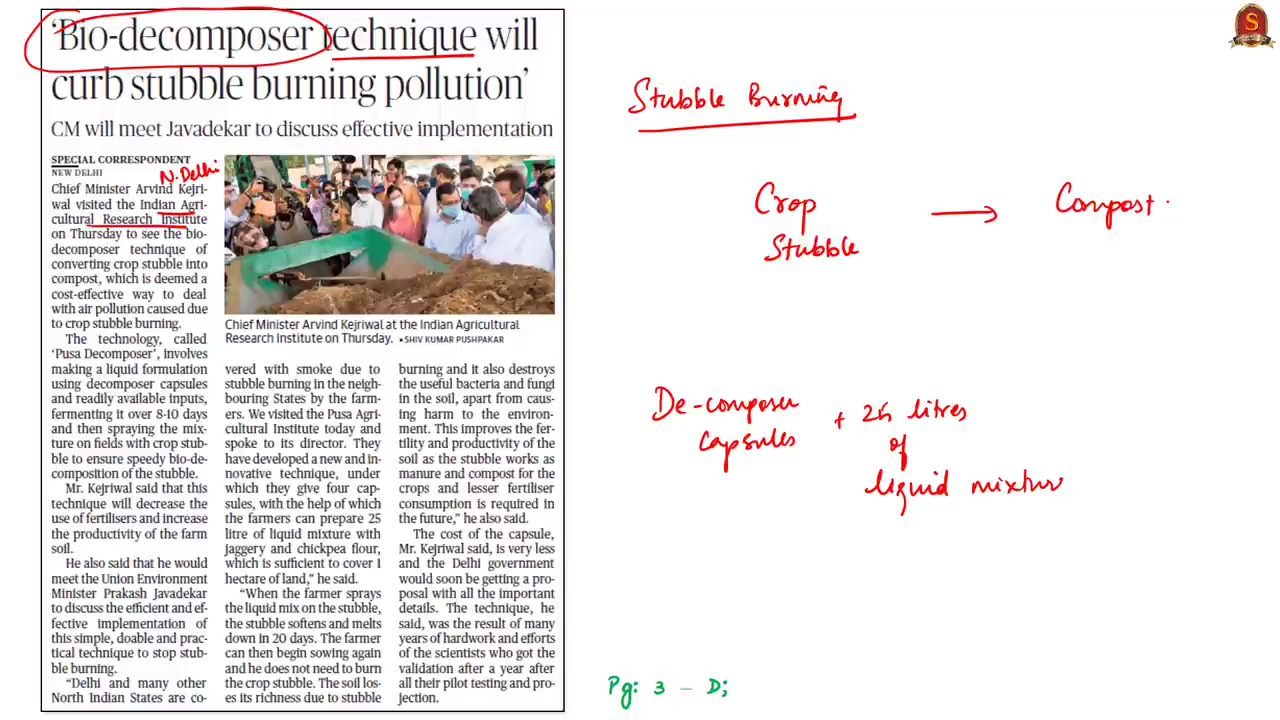 'Bio-decomposer technique will
curb stubble burning pollution'
CM will meet Javadekar to discuss effective implementation
SPECIAL CORRESPONDENT
NEW DELHI
N. Delhi
Chief Minister Arvind Kejri-
wal visited the Indian Agri-
cultural Research Institute
on Thursday to see the bio-
decomposer technique of
converting crop stubble into
compost, which is deemed a
cost-effective way to deal
with air pollution caused due
to crop stubble burning.
The technology, called
'Pusa Decomposer', involves
making a liquid formulation
using decomposer capsules
and readily available inputs,
fermenting it over 8-10 days
and then spraying the mix-
ture on fields with crop stub-
ble to ensure speedy bio-de-
composition of the stubble.
Mr. Kejriwal said that this
technique will decrease the
use of fertilisers and increase
the productivity of the farm
soil.
He also said that he would
meet the Union Environment
Minister Prakash Javadekar
to discuss the efficient and ef-
fective implementation of
this simple, doable and prac-
tical technique to stop stub-
ble burning.
"Delhi and many other
North Indian States are co-
Chief Minister Arvind Kejriwal at the Indian Agricultural
Research Institute on Thursday. •SHIV KUMAR PUSHPAKAR
vered with smoke due to
stubble burning in the neigh-
bouring States by the farm-
ers. We visited the Pusa Agri-
cultural Institute today and
spoke to its director. They
have developed a new and in-
novative technique, under
which they give four cap-
sules, with the help of which
the farmers can prepare 25
litre of liquid mixture with
jaggery and chickpea flour,
which is sufficient to cover 1
hectare of land," he said.
"When the farmer sprays
the liquid mix on the stubble,
the stubble softens and melts
down in 20 days. The farmer
can then begin sowing again
and he does not need to burn
the crop stubble. The soil los-
es its richness due to stubble
burning and it also destroys
the useful bacteria and fungi
in the soil, apart from caus-
ing harm to the environ-
ment. This improves the fer-
tility and productivity of the
soil as the stubble works as
manure and compost for the
crops and lesser fertiliser
consumption is required in
the future," he also said.
The cost of the capsule,
Mr. Kejriwal said, is very less
and the Delhi government
would soon be getting a pro-
posal with all the important
details. The technique, he
said, was the result of many
years of hardwork and efforts
of the scientists who got the
validation after a year after
all their pilot testing and pro-
jection.
Stubble Burning
Crop → Compost
Stubble
De-composer + 25 litres
Capsules of
liquid mixture
Pg: 3 - D;
S